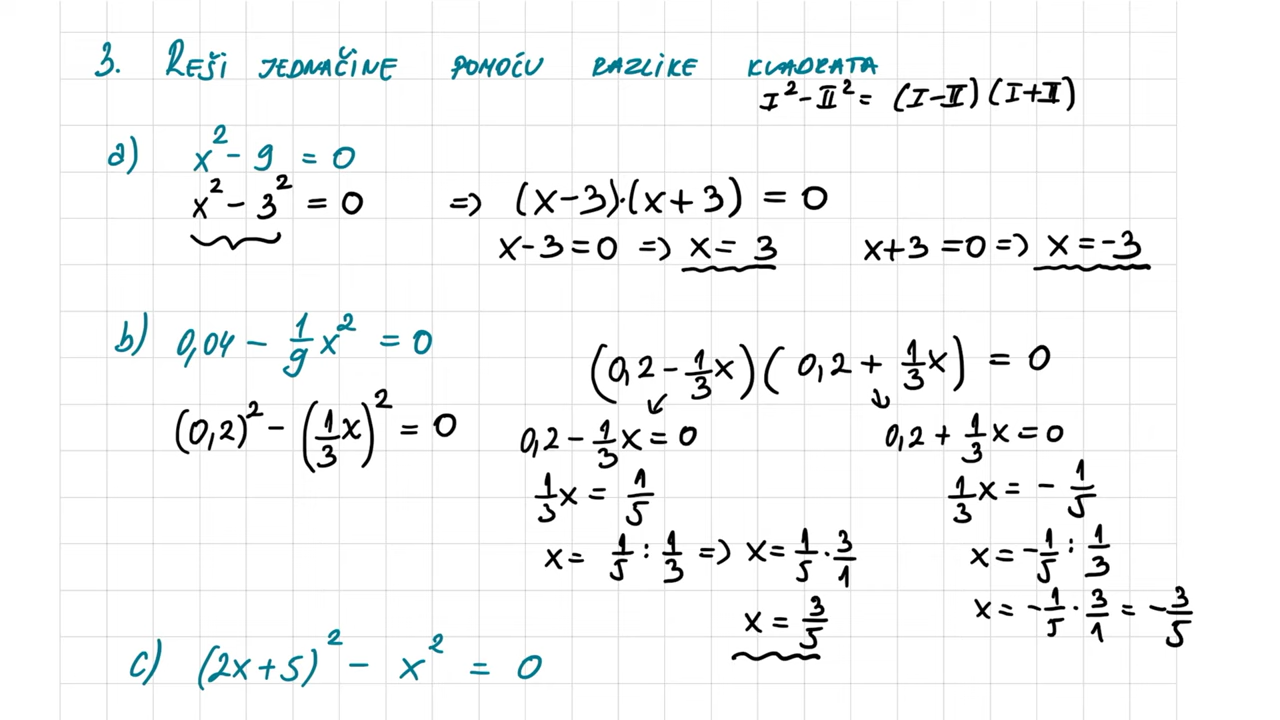 3. REŠI JEDNAČINE POMOĆU RAZLIKE KVADRATA
I² - II² = (I-II)(I+II)
a) x² - 9 = 0
x² - 3² = 0 => (x-3)·(x+3) = 0
x-3=0 => x= 3 x+3=0 => x=-3
b) 0,04 - 1/9 x² = 0
(0,2 - 1/3 x)(0,2 + 1/3 x) = 0
(0,2)² - (1/3 x)² = 0
0,2 - 1/3 x = 0
1/3 x = 1/5
x = 1/5 : 1/3 => x = 1/5 · 3/1
x = 3/5
0,2 + 1/3 x = 0
1/3 x = - 1/5
x = - 1/5 : 1/3
x = - 1/5 · 3/1 = - 3/5
c) (2x+5)² - x² = 0